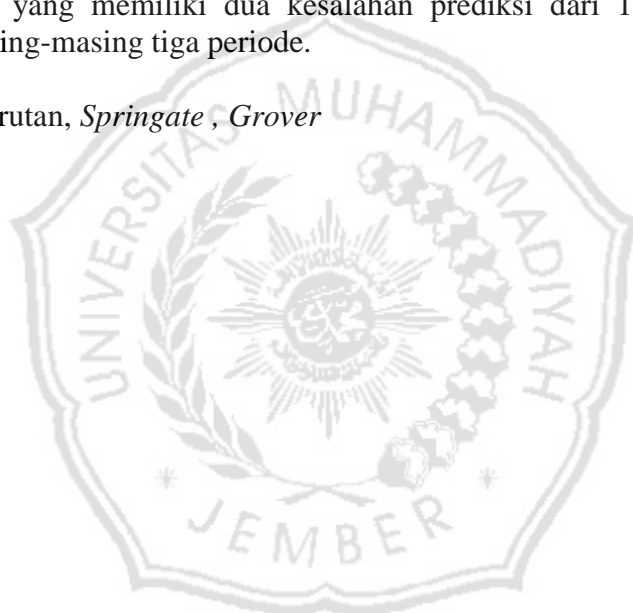 yang memiliki dua kesalahan prediksi dari 1
ing-masing tiga periode.
rutan, Springate , Grover
UNIVERSITAS MUHAMMADIYAH
JEMBER